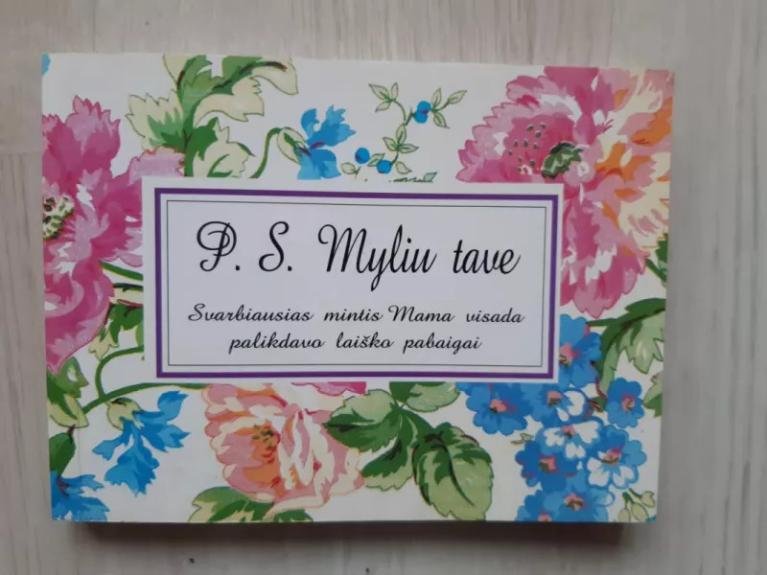 P. S. Myliu tave
Svarbiausias mintis Mama visada
palikdavo laiško pabaigai